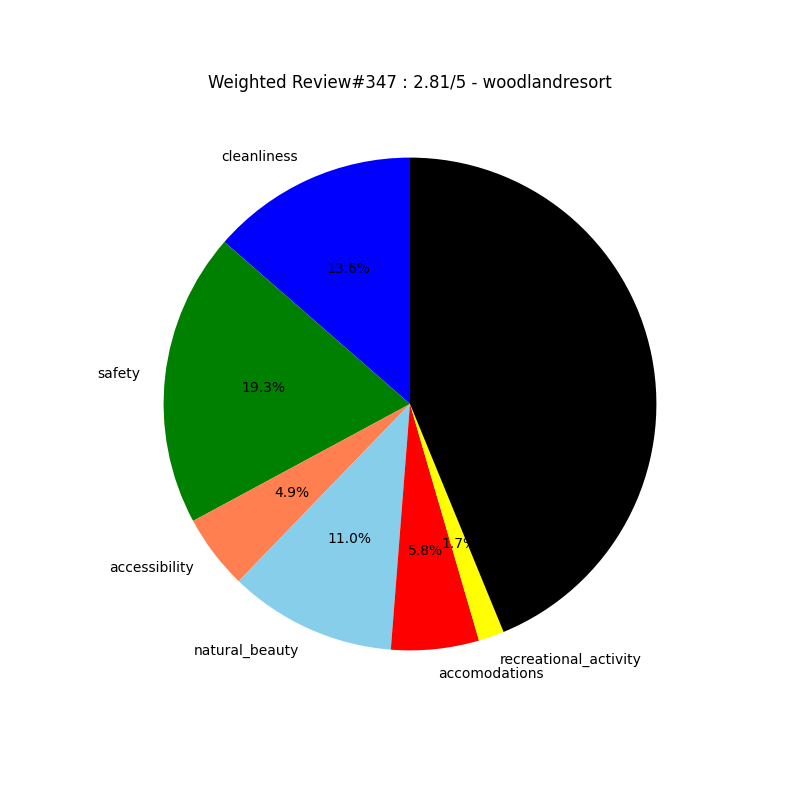 Weighted Review#347 : 2.81/5 - woodlandresort
cleanliness
13.6%
safety
19.3%
accessibility
4.9%
natural_beauty
11.0%
accomodations
5.8%
recreational_activity
1.7%